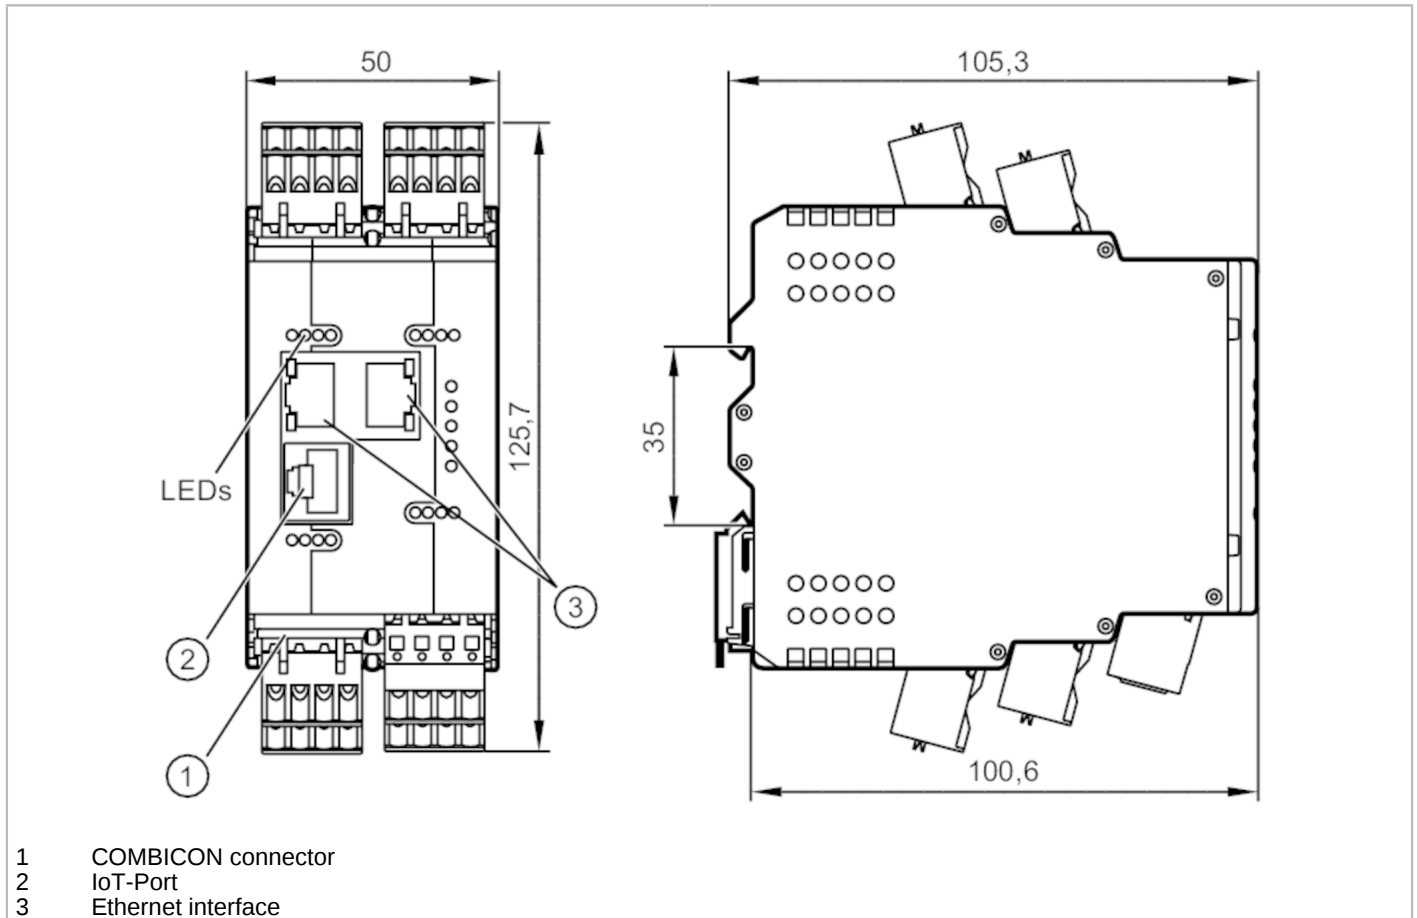 50
105,3
125,7
35
LEDs
3
2
1
100,6
1 COMBICON connector
2 IoT-Port
3 Ethernet interface